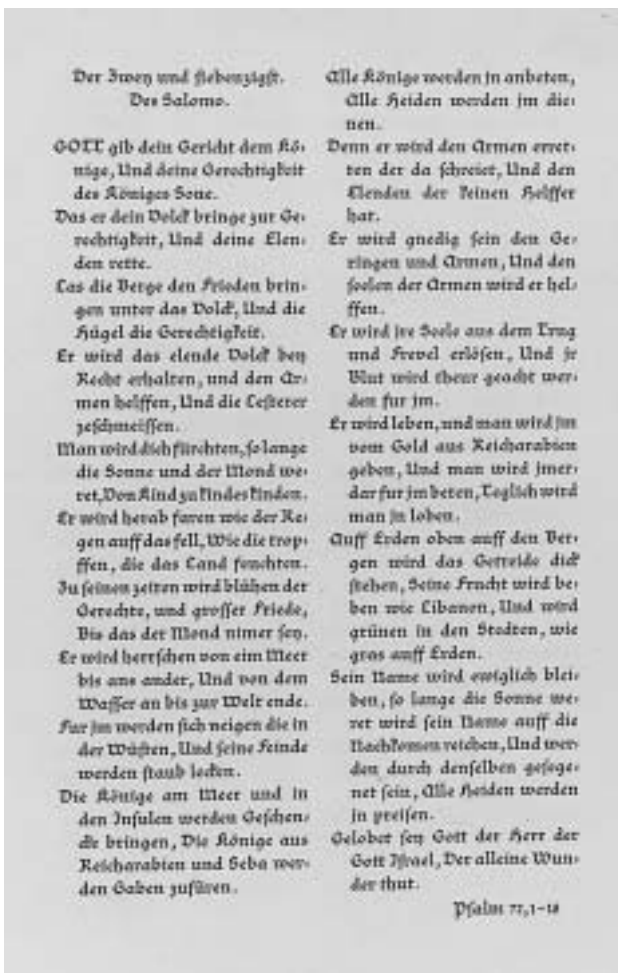 Der Zwey und siebenzigst.
Des Salomo.
GOTT gib dein Gericht dem Kö⸗
nige, Und deine Gerechtigkeit
des Königes Sone.
Das er dein Volck bringe zur Ge⸗
rechtigkeit, Und deine Elen⸗
den rette.
Las die Berge den Frieden brin⸗
gen unter das Volck, Und die
Hügel die Gerechtigkeit.
Er wird das elende Volck bey
Recht erhalten, und den Ar⸗
men helffen, Und die Lesterer
zeschmeissen.
Man wird dich fürchten, so lange
die Sonne und der Mond we⸗
ret, Von Kind zu kindes kinden.
Er wird herab faren wie der Re⸗
gen auff das fell, Wie die trop⸗
ffen, die das Land feuchten.
Zu seinen zeiten wird blühen der
Gerechte, und grosser Friede,
Bis das der Mond nimer sey.
Er wird herrschen von eim Meer
bis ans ander, Und von dem
Wasser an bis zur Welt ende.
Fur jm werden sich neigen die in
der Wüsten, Und seine Feinde
werden staub lecken.
Die Könige am Meer und in
den Insulen werden Geschen⸗
cke bringen, Die Könige aus
Reicharabien und Seba wer⸗
den Gaben zufüren.
Alle Könige werden jn anbeten,
Alle Heiden werden jm die⸗
nen.
Denn er wird den Armen erret⸗
ten der da schreiet, Und den
Elenden der keinen Helffer
hat.
Er wird gnedig sein den Ge⸗
ringen und Armen, Und den
seelen der Armen wird er hel⸗
ffen.
Er wird jre Seele aus dem Trug
und Frevel erlösen, Und jr
Blut wird theur geacht wer⸗
den fur jm.
Er wird leben, und man wird jm
vom Gold aus Reicharabien
geben, Und man wird jmer⸗
dar fur jm beten, Teglich wird
man jn loben.
Auff Erden oben auff den Ber⸗
gen wird das Getreide dick
stehen, Seine Frucht wird be⸗
ben wie Libanon, Und wird
grünen in den Stedten, wie
gras auff Erden.
Sein Name wird ewiglich blei⸗
ben, so lange die Sonne we⸗
ret wird sein Name auff die
Nachkomen reichen, Und wer⸗
den durch denselben gesege⸗
net sein, Alle Heiden werden
jn preisen.
Gelobet sey Gott der Herr der
Gott Israel, Der alleine Wun⸗
der thut.
Psalm 72,1–18